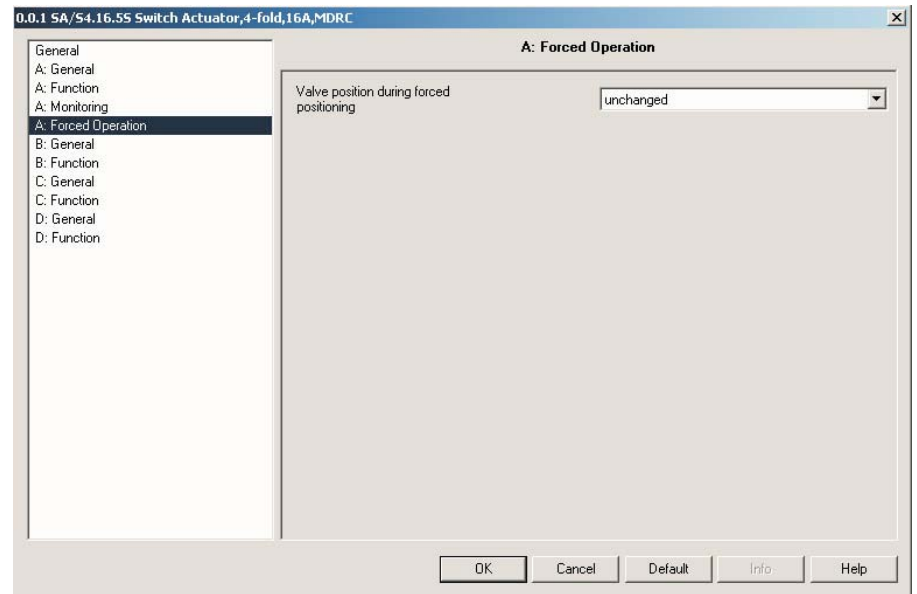 0.0.1 SA/S4.16.5S Switch Actuator,4-fold,16A,MDRC
General
A: General
A: Function
A: Monitoring
A: Forced Operation
B: General
B: Function
C: General
C: Function
D: General
D: Function
A: Forced Operation
Valve position during forced
positioning
unchanged
OK
Cancel
Default
Info
Help